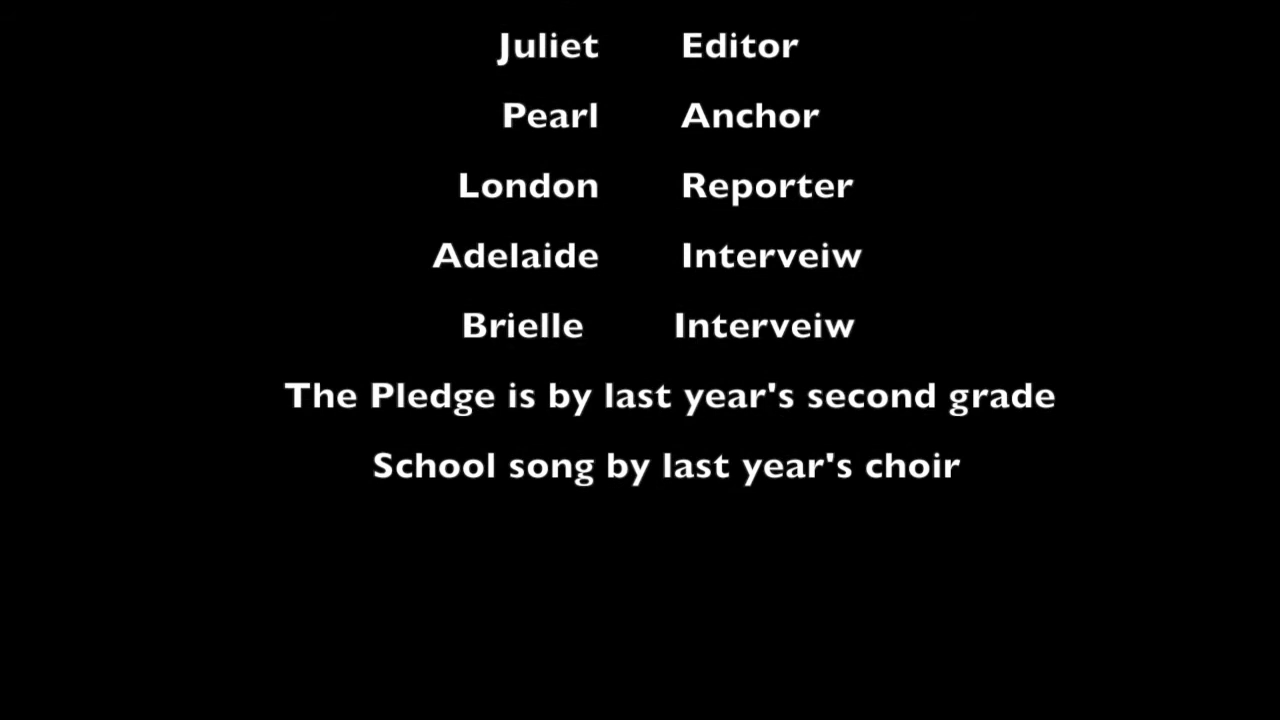 Juliet Editor
Pearl Anchor
London Reporter
Adelaide Interveiw
Brielle Interveiw
The Pledge is by last year's second grade
School song by last year's choir